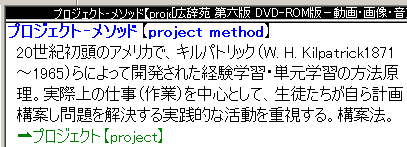 プロジェクト‐メソッド【proje広辞苑 第六版 DVD-ROM版－動画・画像・音
プロジェクト‐メソッド【project method】
20世紀初頭のアメリカで、キルパトリック(W. H. Kilpatrick1871
～1965)らによって開発された経験学習・単元学習の方法原
理。実際上の仕事(作業)を中心として、生徒たちが自ら計画
構案し問題を解決する実践的な活動を重視する。構案法。
→プロジェクト【project】